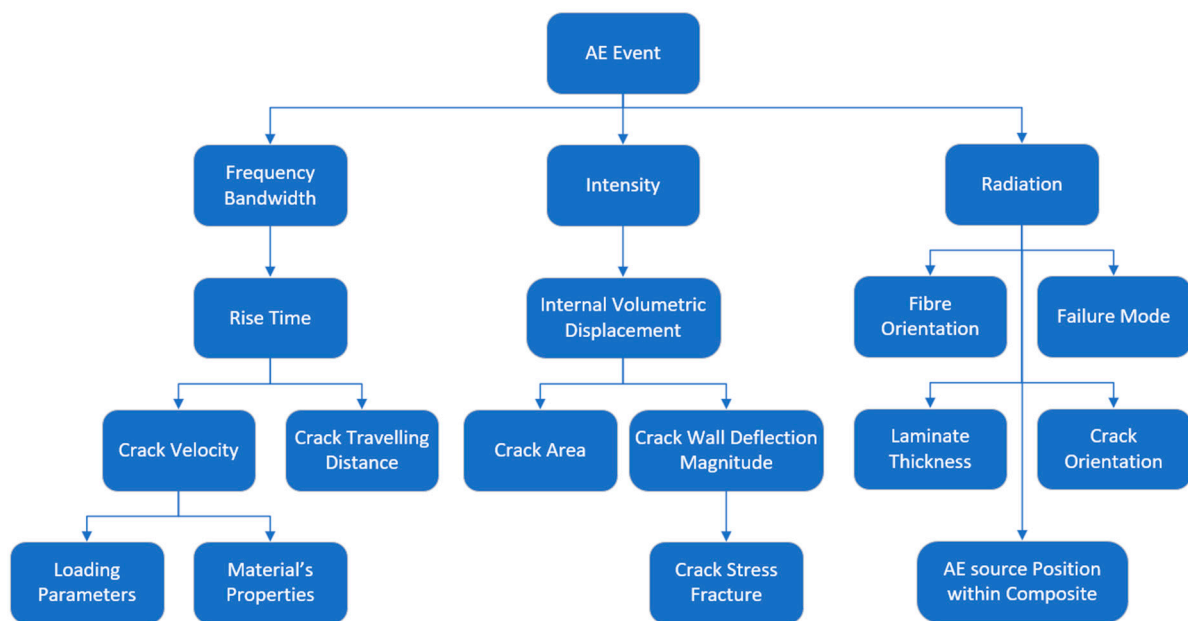 AE Event
Frequency
Bandwidth
Intensity
Radiation
Rise Time
Internal Volumetric
Displacement
Fibre
Orientation
Failure Mode
Crack Velocity
Crack Travelling
Distance
Crack Area
Crack Wall Deflection
Magnitude
Laminate
Thickness
Crack
Orientation
Loading
Parameters
Material’s
Properties
Crack Stress
Fracture
AE source Position
within Composite